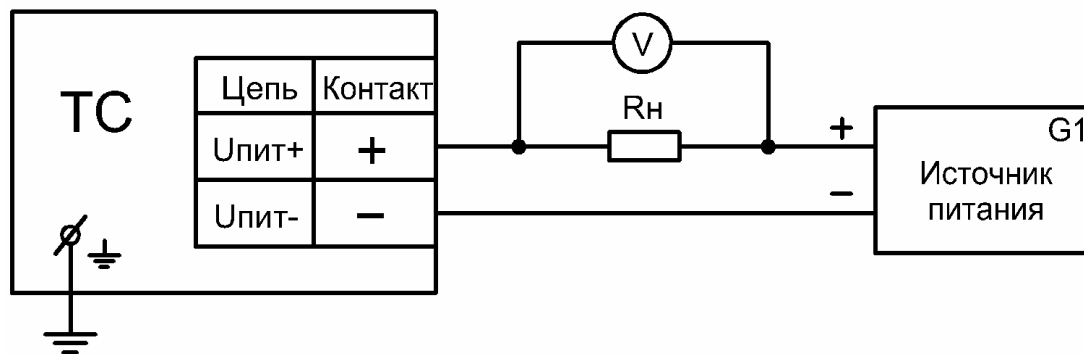 ТС
Цепь Контакт
Uпит+ +
Uпит- −
V
Rн
+
−
G1
Источник
питания